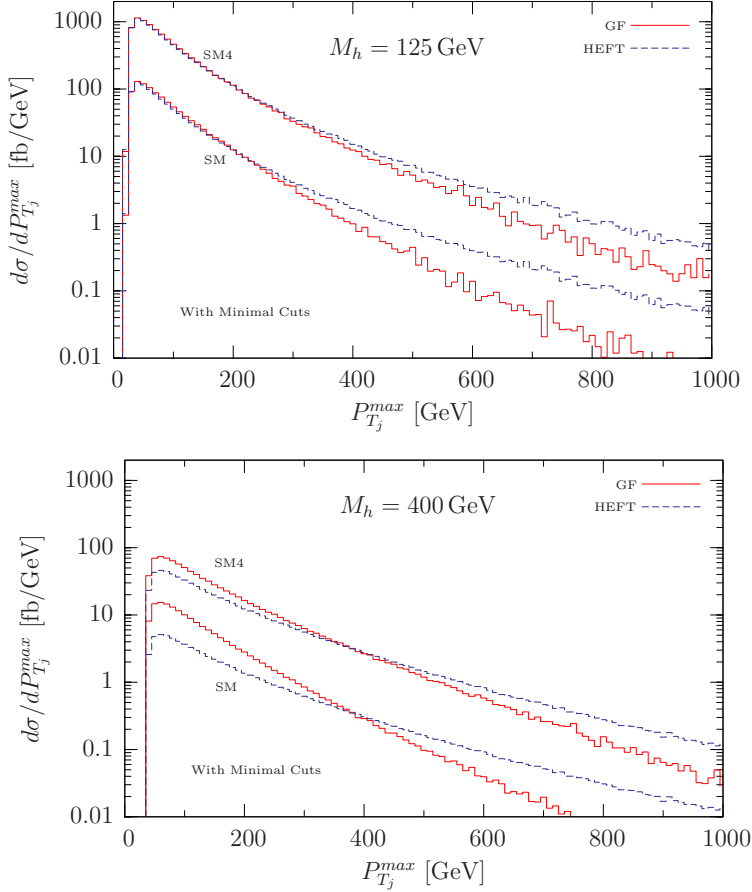 1000
100
10
1
0.1
0.01
dσ/dP_{T_j}^{max} [fb/GeV]
M_h = 125 GeV
GF
HEFT
SM4
SM
With Minimal Cuts
0 200 400 600 800 1000
P_{T_j}^{max} [GeV]
1000
100
10
1
0.1
0.01
dσ/dP_{T_j}^{max} [fb/GeV]
M_h = 400 GeV
GF
HEFT
SM4
SM
With Minimal Cuts
0 200 400 600 800 1000
P_{T_j}^{max} [GeV]